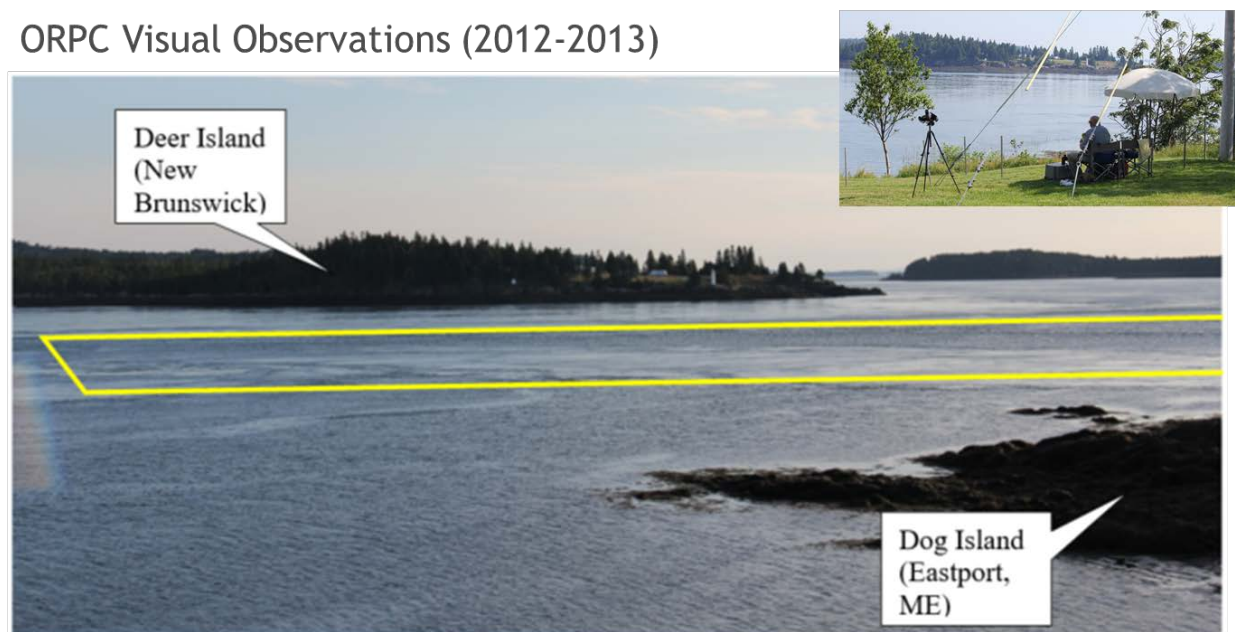 ORPC Visual Observations (2012-2013)
Deer Island
(New
Brunswick)
Dog Island
(Eastport,
ME)